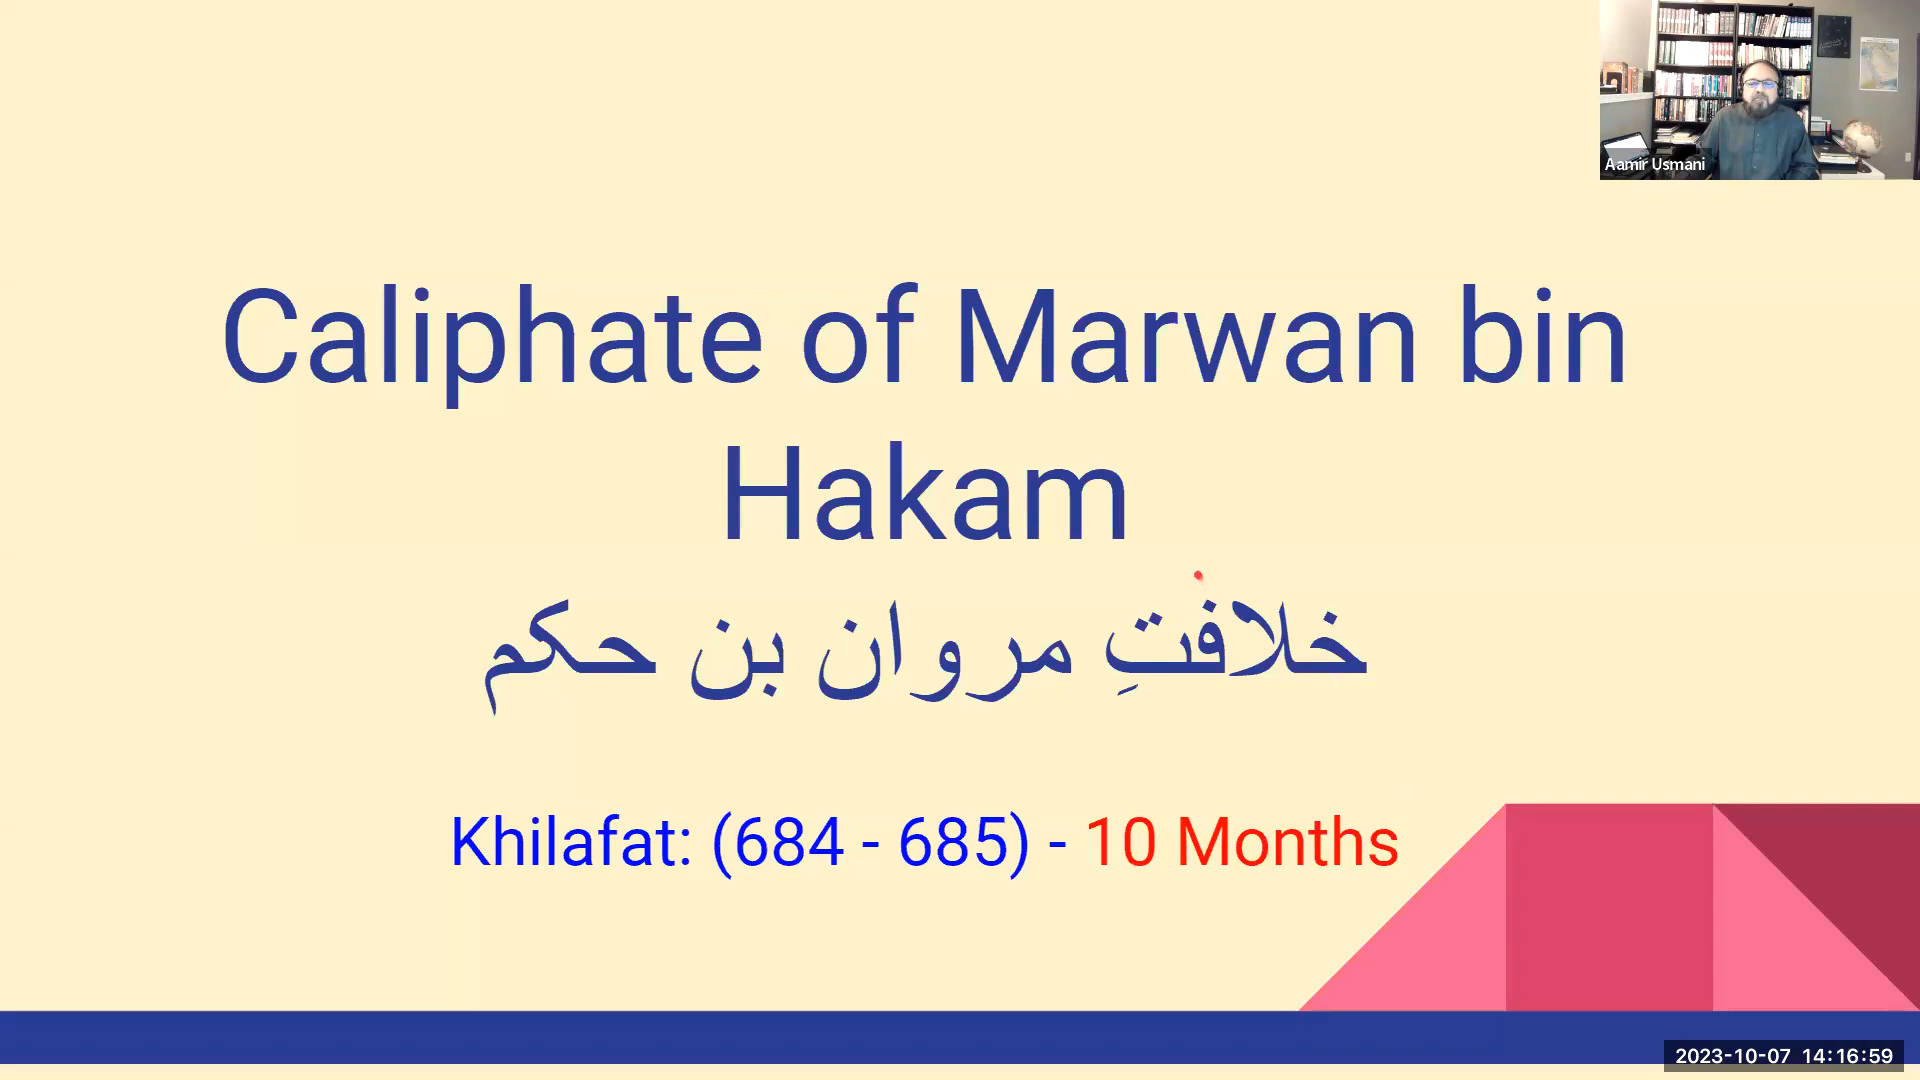 Aamir Usmani
Caliphate of Marwan bin
Hakam
خلافتِ مروان بن حکم
Khilafat: (684 - 685) - 10 Months
2023-10-07 14:16:59